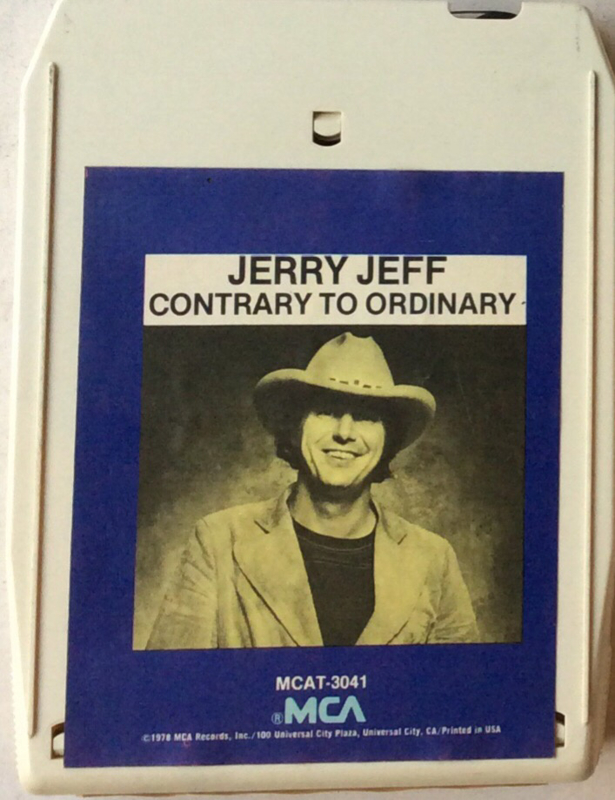 JERRY JEFF
CONTRARY TO ORDINARY
MCAT-3041
®MCA
©1978 MCA Records, Inc./100 Universal City Plaza, Universal City, CA/Printed in USA